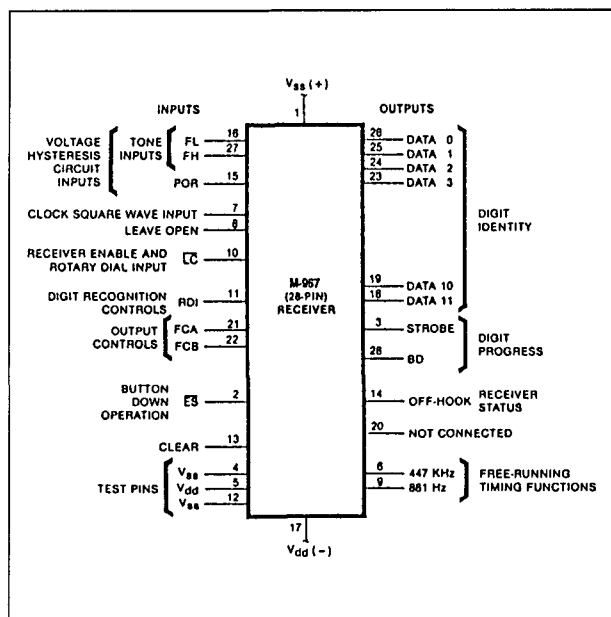 Vss (+)
1
INPUTS
OUTPUTS
VOLTAGE
HYSTERESIS
CIRCUIT
INPUTS
TONE
INPUTS
FL 16
FH 27
POR 15
CLOCK SQUARE WAVE INPUT 7
LEAVE OPEN 8
RECEIVER ENABLE AND
ROTARY DIAL INPUT
LC 10
DIGIT RECOGNITION
CONTROLS
RDI 11
OUTPUT
CONTROLS
FCA 21
FCB 22
BUTTON
DOWN
OPERATION
ES 2
CLEAR 13
TEST PINS
Vss 4
Vdd 5
Vss 12
M-967
(28-PIN)
RECEIVER
26 DATA 0
25 DATA 1
24 DATA 2
23 DATA 3
DIGIT
IDENTITY
19 DATA 10
18 DATA 11
3 STROBE
28 BD
DIGIT
PROGRESS
14 OFF-HOOK
RECEIVER
STATUS
20 NOT CONNECTED
6 447 KHz
9 881 Hz
FREE-RUNNING
TIMING FUNCTIONS
17
Vdd (-)